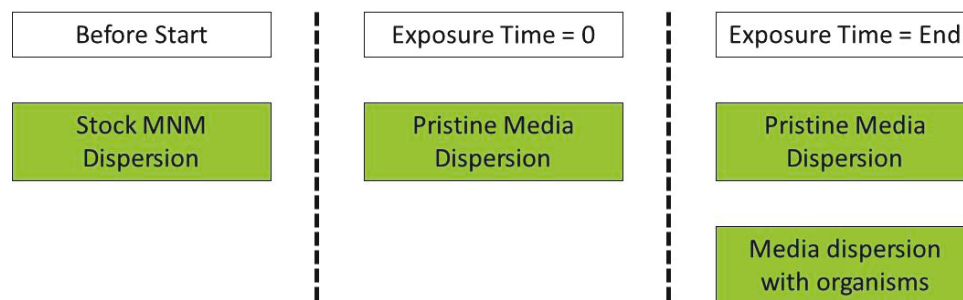 Before Start
Exposure Time = 0
Exposure Time = End
Stock MNM
Dispersion
Pristine Media
Dispersion
Pristine Media
Dispersion
Media dispersion
with organisms